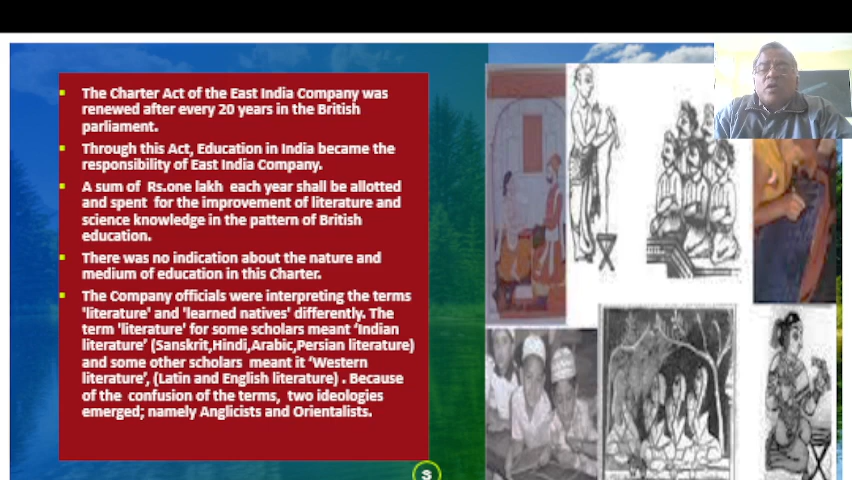 The Charter Act of the East India Company was
renewed after every 20 years in the British
parliament.
Through this Act, Education in India became the
responsibility of East India Company.
A sum of Rs.one lakh each year shall be allotted
and spent for the improvement of literature and
science knowledge in the pattern of British
education.
There was no indication about the nature and
medium of education in this Charter.
The Company officials were interpreting the terms
'literature' and 'learned natives' differently. The
term 'literature' for some scholars meant ‘Indian
literature’ (Sanskrit,Hindi,Arabic,Persian literature)
and some other scholars meant it ‘Western
literature’, (Latin and English literature) . Because
of the confusion of the terms, two ideologies
emerged; namely Anglicists and Orientalists.
S